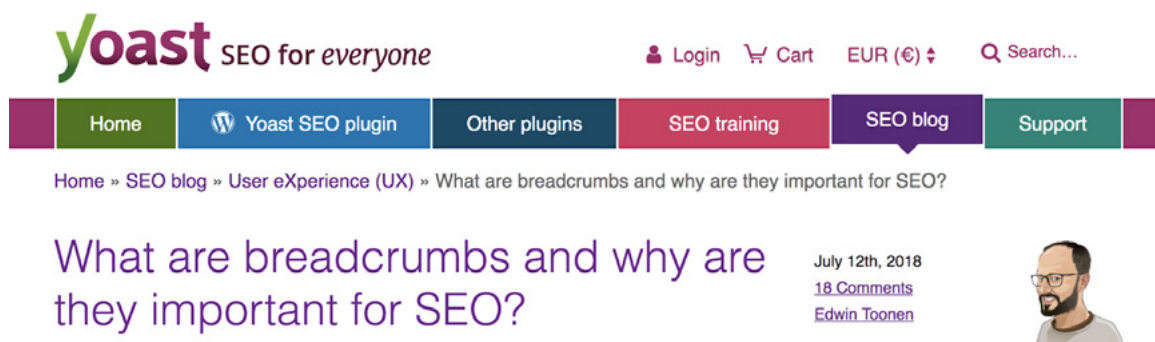 yoast SEO for everyone
Login Cart EUR (€) Search...
Home Yoast SEO plugin Other plugins SEO training SEO blog Support
Home » SEO blog » User eXperience (UX) » What are breadcrumbs and why are they important for SEO?
What are breadcrumbs and why are
they important for SEO?
July 12th, 2018
18 Comments
Edwin Toonen